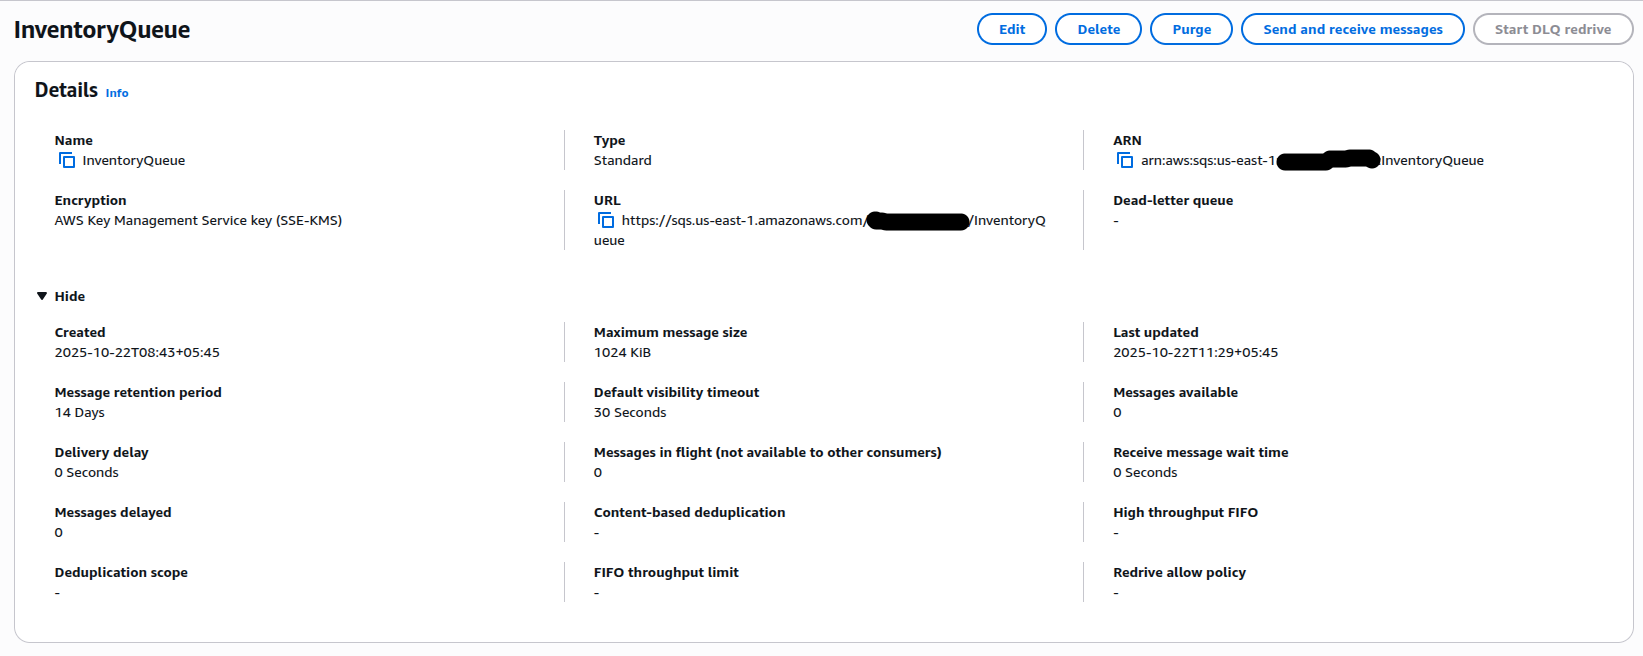 InventoryQueue
Edit
Delete
Purge
Send and receive messages
Start DLQ redrive
Details Info
Name
InventoryQueue
Type
Standard
ARN
arn:aws:sqs:us-east-1 InventoryQueue
Encryption
AWS Key Management Service key (SSE-KMS)
URL
https://sqs.us-east-1.amazonaws.com/ /InventoryQ
ueue
Dead-letter queue
-
Hide
Created
2025-10-22T08:43+05:45
Maximum message size
1024 KiB
Last updated
2025-10-22T11:29+05:45
Message retention period
14 Days
Default visibility timeout
30 Seconds
Messages available
0
Delivery delay
0 Seconds
Messages in flight (not available to other consumers)
0
Receive message wait time
0 Seconds
Messages delayed
0
Content-based deduplication
-
High throughput FIFO
-
Deduplication scope
-
FIFO throughput limit
-
Redrive allow policy
-